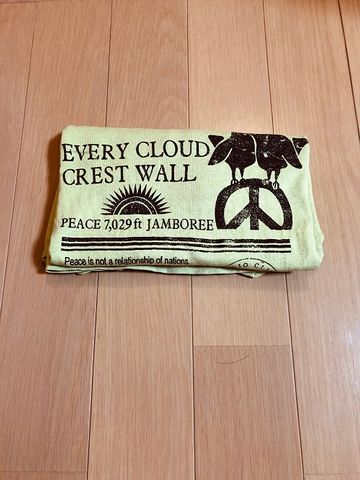 EVERY CLOUD
CREST WALL
PEACE 7,029 ft JAMBOREE
Peace is not a relationship of nations.